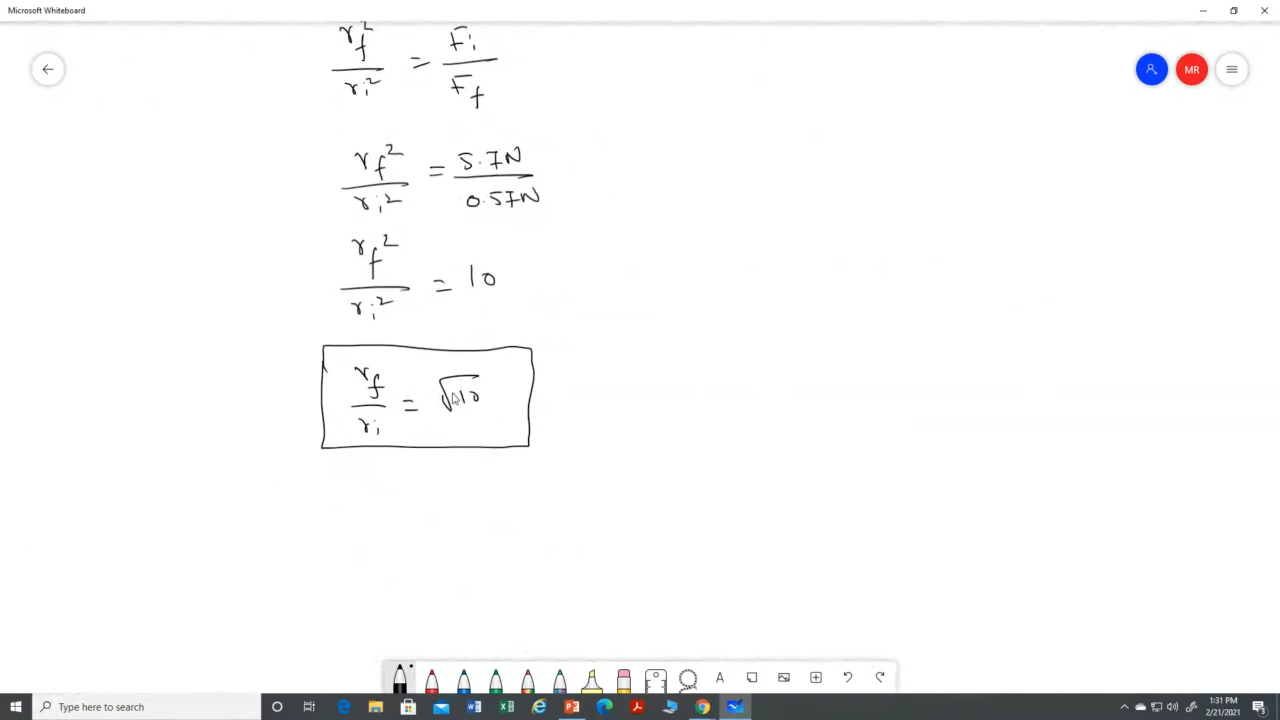 Microsoft Whiteboard
MR
rf²/ri² = Fi/Ff
rf²/ri² = 5.7N/0.57N
rf²/ri² = 10
rf/ri = √10
Type here to search
1:31 PM
2/21/2021